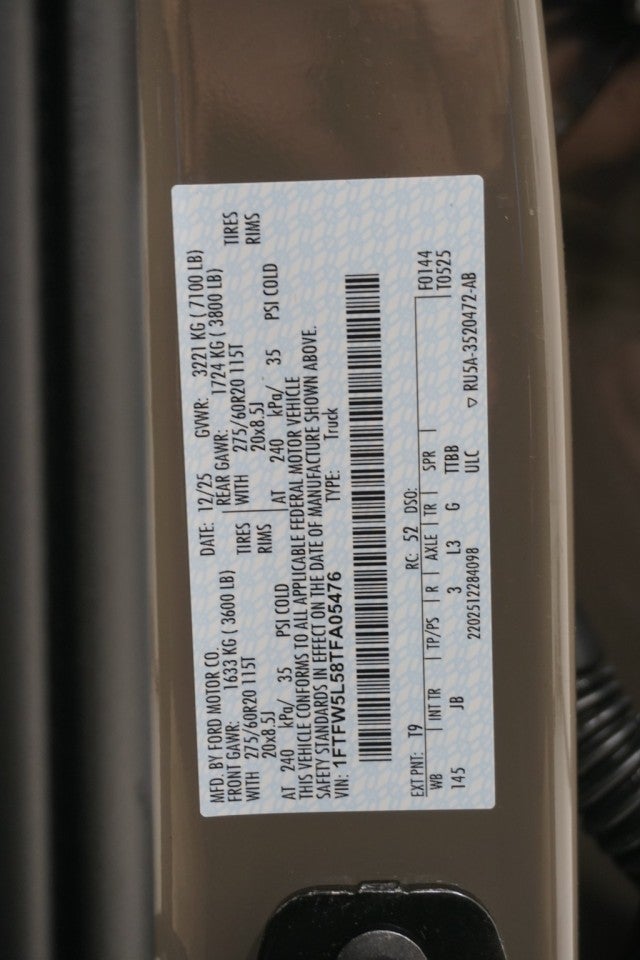 MFD. BY FORD MOTOR CO.
DATE: 12/25 GVWR: 3221 KG ( 7100 LB)
FRONT GAWR: 1633 KG ( 3600 LB)
REAR GAWR: 1724 KG ( 3800 LB)
WITH 275/60R20 115T TIRES
WITH 275/60R20 115T TIRES
20x8.5J RIMS
20x8.5J RIMS
AT 240 kPa/ 35 PSI COLD
AT 240 kPa/ 35 PSI COLD
THIS VEHICLE CONFORMS TO ALL APPLICABLE FEDERAL MOTOR VEHICLE
SAFETY STANDARDS IN EFFECT ON THE DATE OF MANUFACTURE SHOWN ABOVE.
VIN: 1FTFW5L58TFA05476 TYPE: Truck
F0144
EXT PNT: T9 RC: 52 DSO: T0525
WB INT TR TP/PS R AXLE TR SPR
145 JB 3 L3 G TTBB
2202512284098 ULC ▽ RU5A-3520472-AB